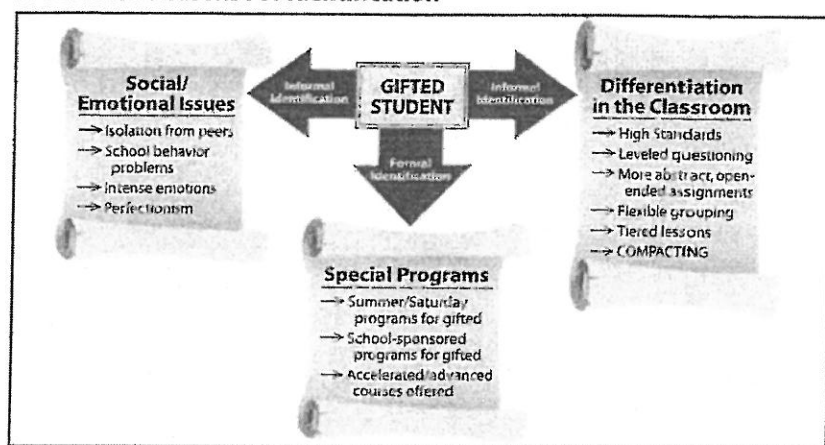 GIFTED
STUDENT
Informal
Identification
Informal
Identification
Formal
Identification
Social/
Emotional Issues
→ Isolation from peers
→ School behavior
problems
→ Intense emotions
→ Perfectionism
Differentiation
in the Classroom
→ High Standards
→ Leveled questioning
→ More abstract, open-
ended assignments
→ Flexible grouping
→ Tiered lessons
→ COMPACTING
Special Programs
→ Summer/Saturday
programs for gifted
→ School-sponsored
programs for gifted
→ Accelerated/advanced
courses offered